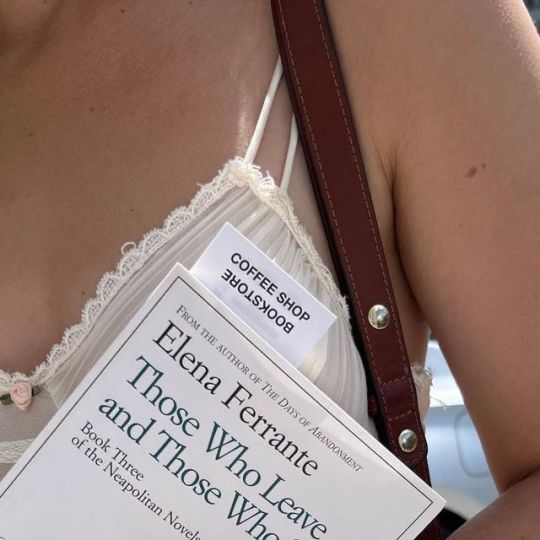 COFFEE SHOP
BOOKSTORE
FROM THE AUTHOR OF THE DAYS OF ABANDONMENT
Elena Ferrante
Those Who Leave
and Those Who
Book Three
of the Neapolitan Novels